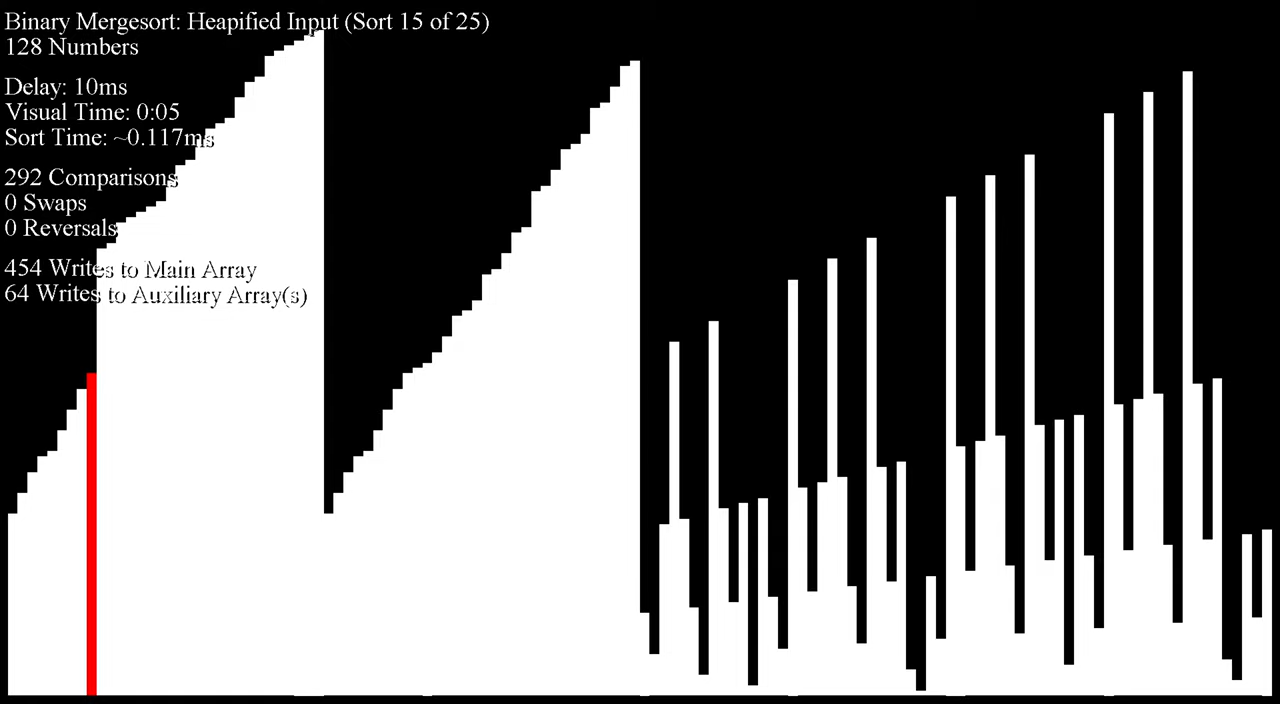 Binary Mergesort: Heapified Input (Sort 15 of 25)
128 Numbers
Delay: 10ms
Visual Time: 0:05
Sort Time: ~0.117ms
292 Comparisons
0 Swaps
0 Reversals
454 Writes to Main Array
64 Writes to Auxiliary Array(s)